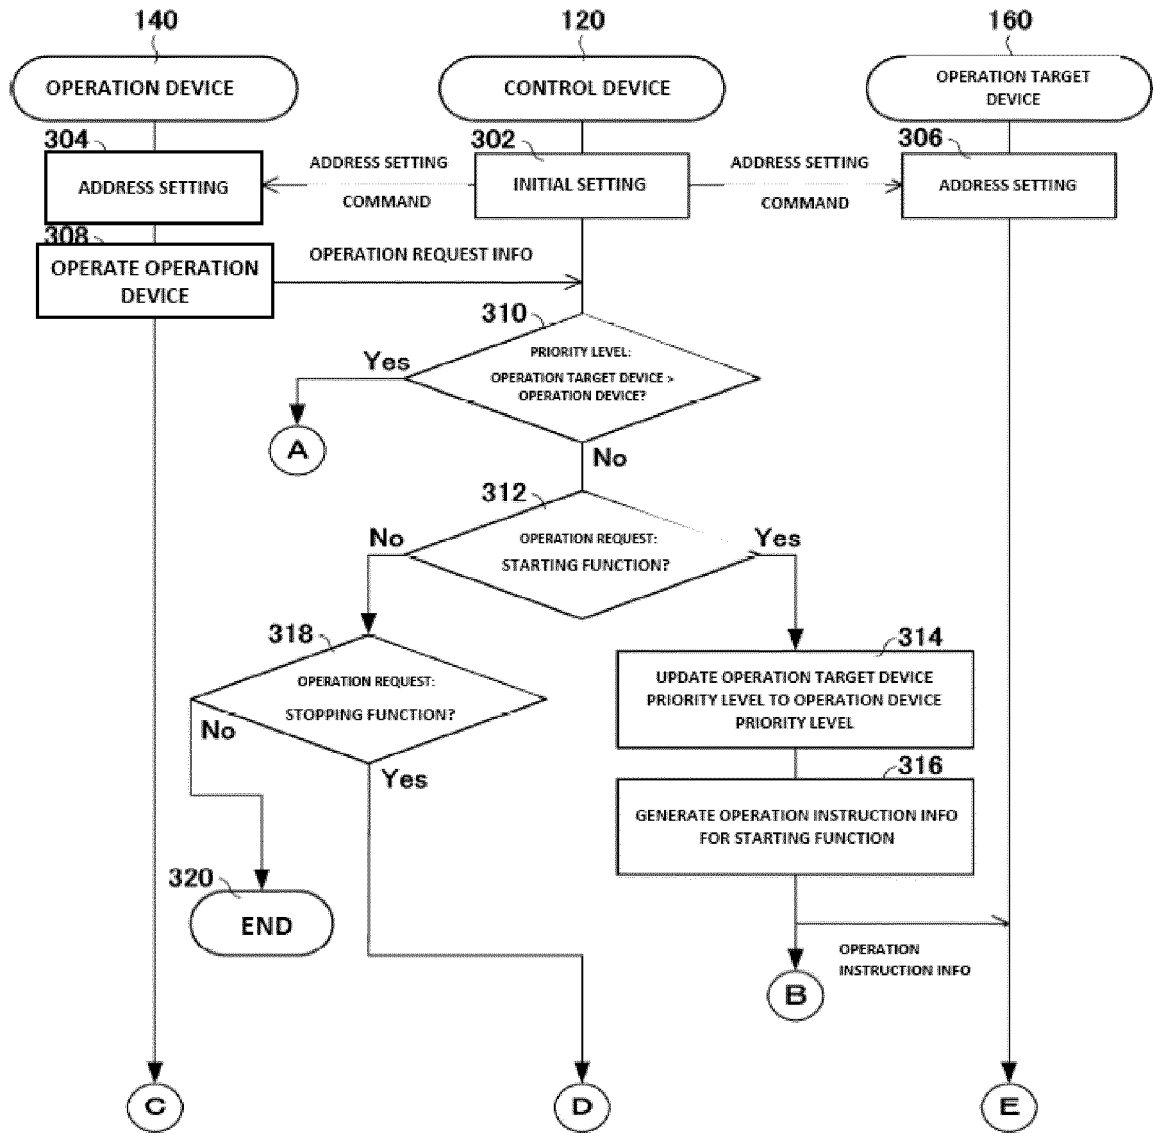 140
120
160
OPERATION DEVICE
CONTROL DEVICE
OPERATION TARGET
DEVICE
304
302
306
ADDRESS SETTING
ADDRESS SETTING
COMMAND
INITIAL SETTING
ADDRESS SETTING
COMMAND
ADDRESS SETTING
308
OPERATE OPERATION
DEVICE
OPERATION REQUEST INFO
310
PRIORITY LEVEL:
OPERATION TARGET DEVICE >
OPERATION DEVICE?
Yes
A
No
312
OPERATION REQUEST:
STARTING FUNCTION?
No
Yes
318
OPERATION REQUEST:
STOPPING FUNCTION?
No
Yes
314
UPDATE OPERATION TARGET DEVICE
PRIORITY LEVEL TO OPERATION DEVICE
PRIORITY LEVEL
316
GENERATE OPERATION INSTRUCTION INFO
FOR STARTING FUNCTION
320
END
OPERATION
INSTRUCTION INFO
B
C
D
E